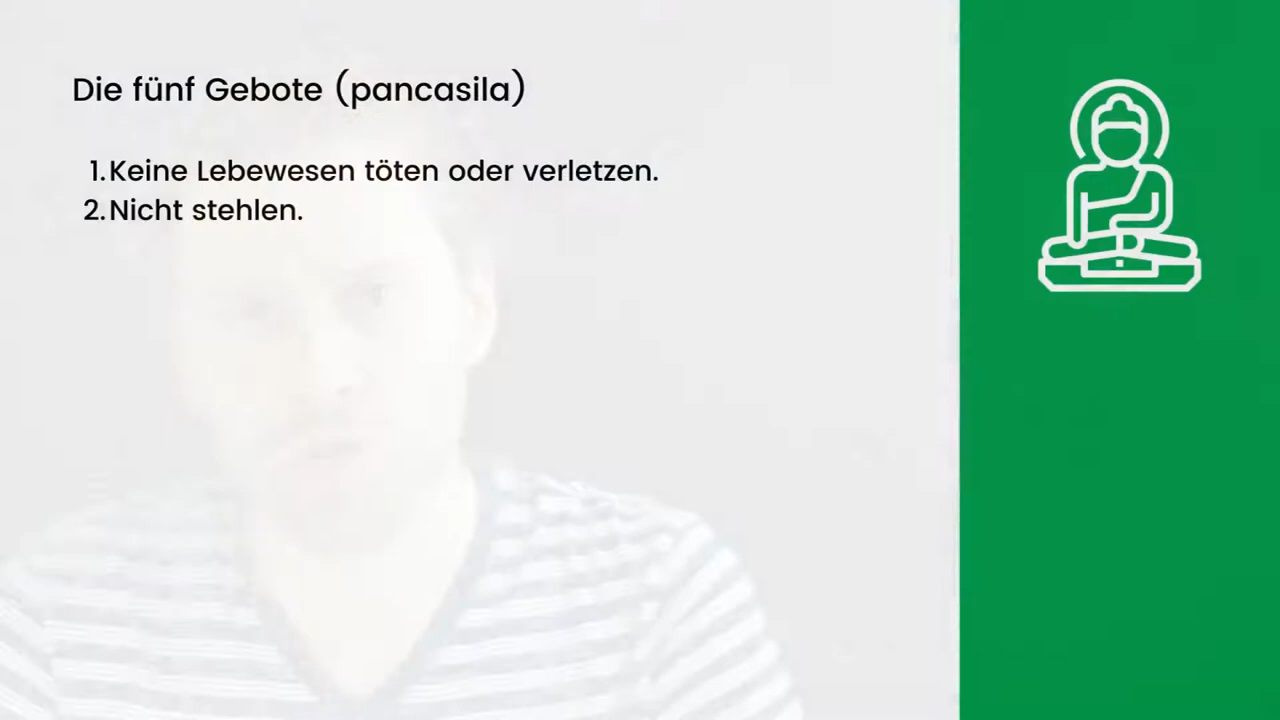 Die fünf Gebote (pancasila)
1. Keine Lebewesen töten oder verletzen.
2. Nicht stehlen.